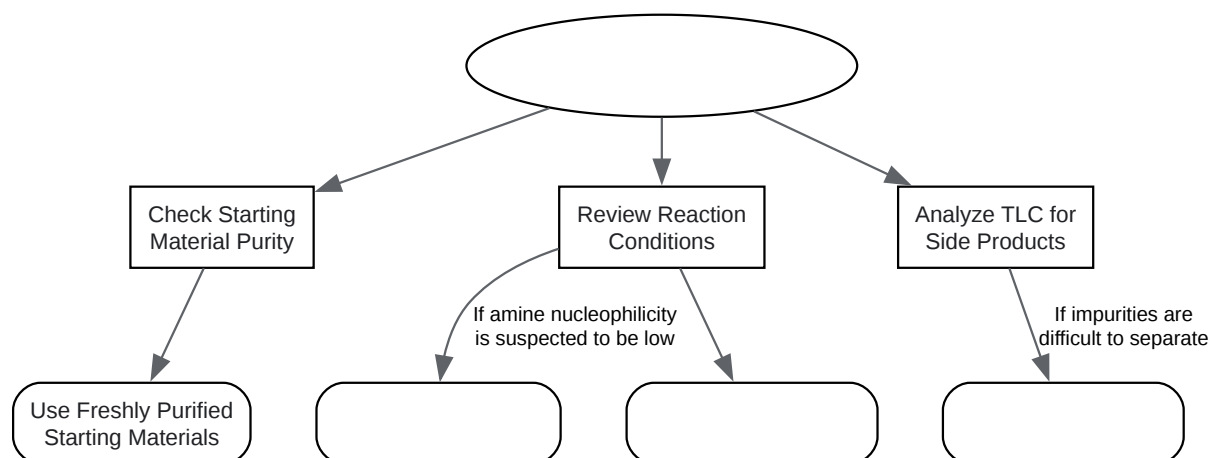 Check Starting
Material Purity
Review Reaction
Conditions
Analyze TLC for
Side Products
If amine nucleophilicity
is suspected to be low
If impurities are
difficult to separate
Use Freshly Purified
Starting Materials